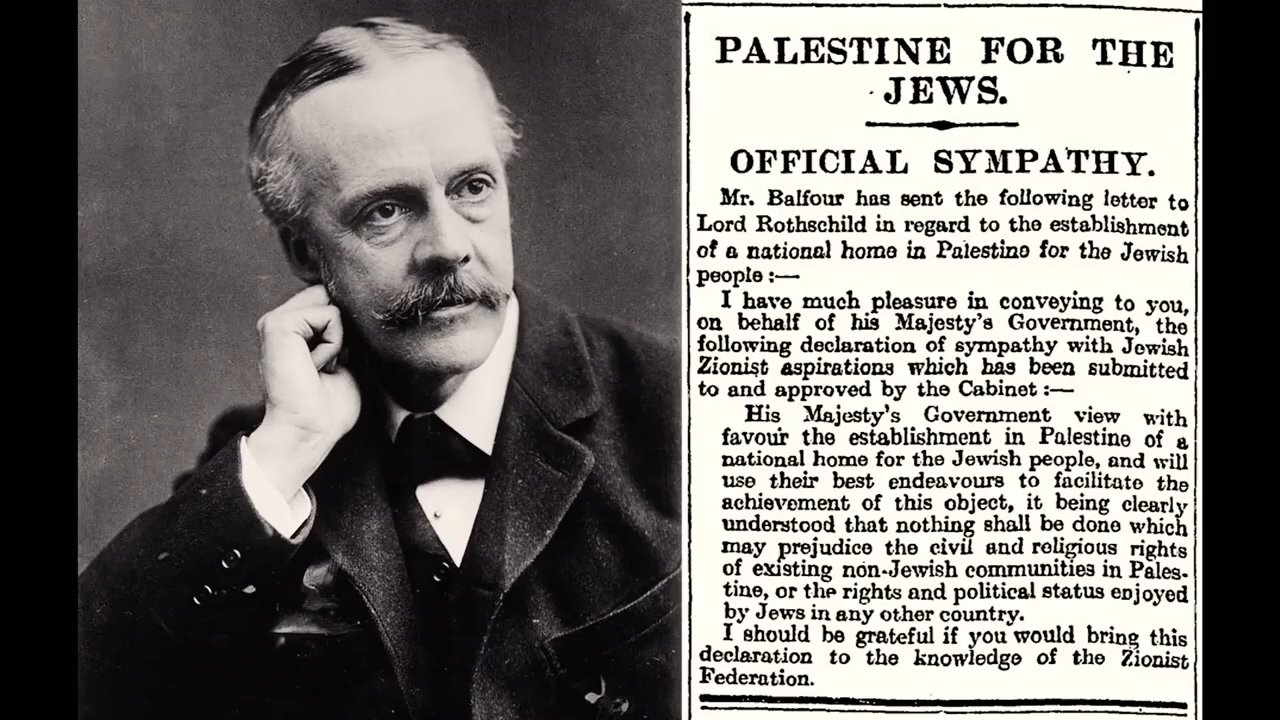 PALESTINE FOR THE
JEWS.
OFFICIAL SYMPATHY.
Mr. Balfour has sent the following letter to
Lord Rothschild in regard to the establishment
of a national home in Palestine for the Jewish
people :—
I have much pleasure in conveying to you,
on behalf of his Majesty's Government, the
following declaration of sympathy with Jewish
Zionist aspirations which has been submitted
to and approved by the Cabinet :—
His Majesty's Government view with
favour the establishment in Palestine of a
national home for the Jewish people, and will
use their best endeavours to facilitate the
achievement of this object, it being clearly
understood that nothing shall be done which
may prejudice the civil and religious rights
of existing non-Jewish communities in Pales-
tine, or the rights and political status enjoyed
by Jews in any other country.
I should be grateful if you would bring this
declaration to the knowledge of the Zionist
Federation.